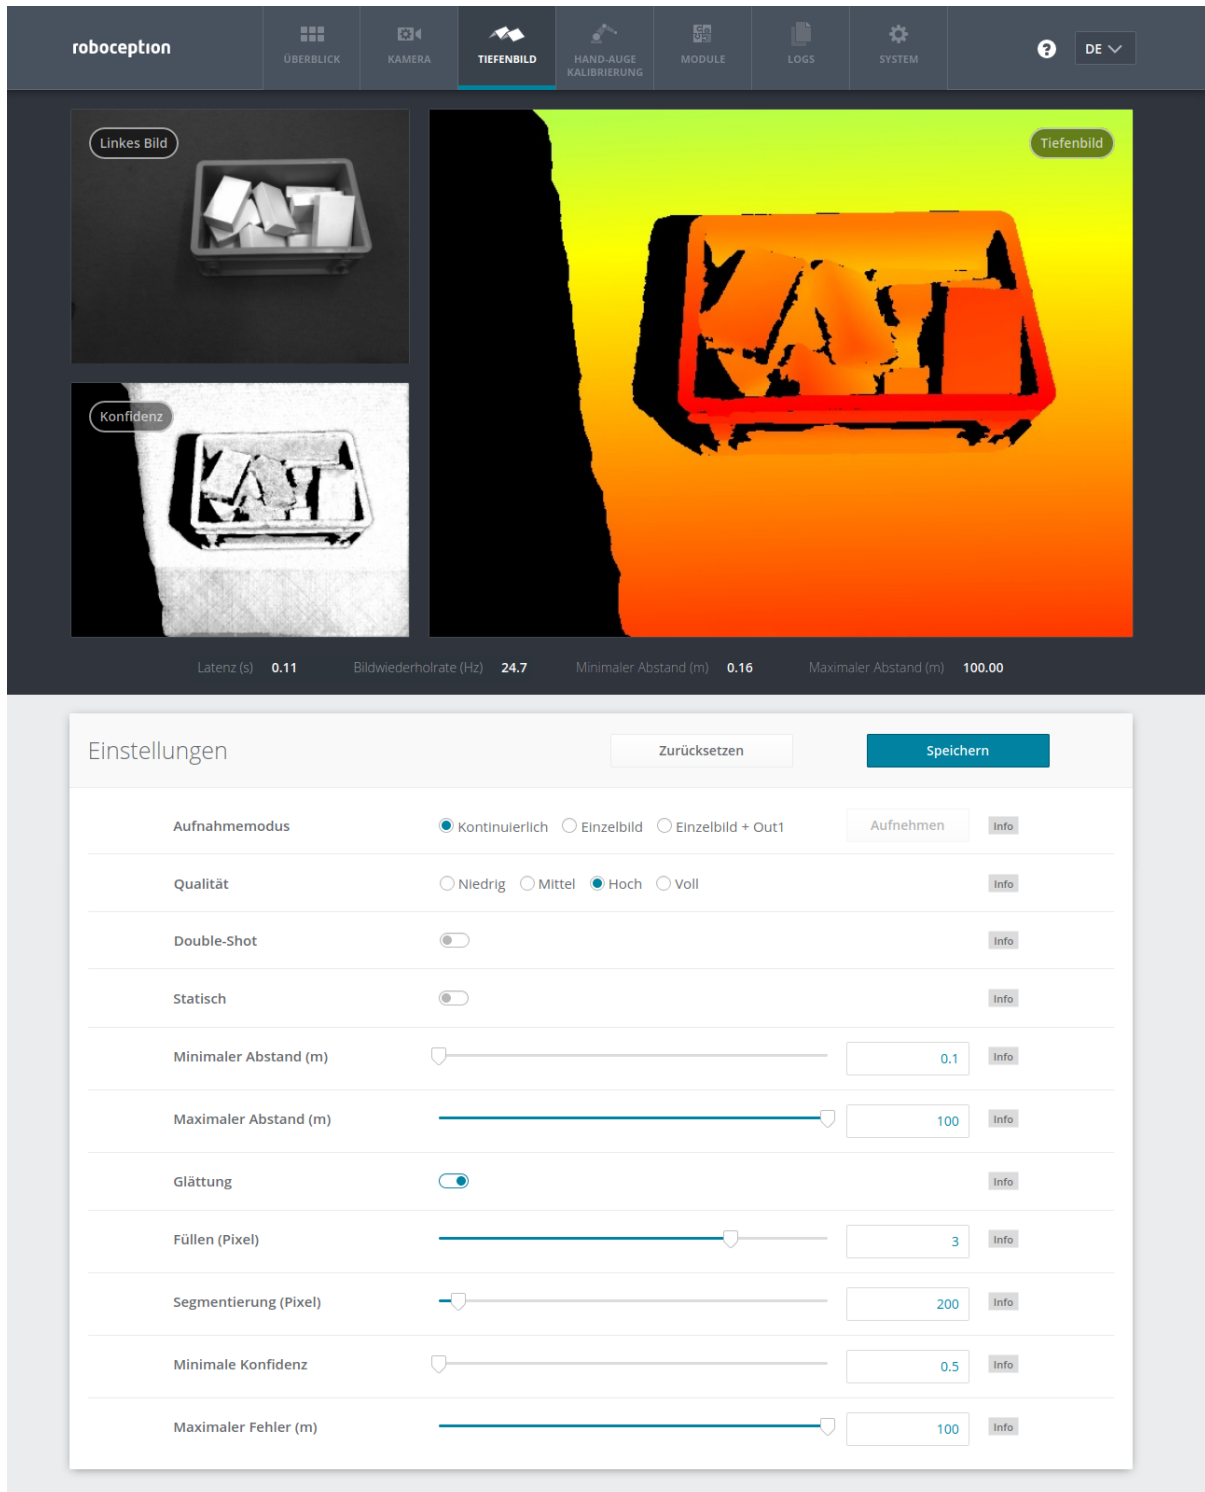 roboception
ÜBERBLICK
KAMERA
TIEFENBILD
HAND-AUGE
KALIBRIERUNG
MODULE
LOGS
SYSTEM
?
DE
Linkes Bild
Tiefenbild
Konfidenz
Latenz (s) 0.11 Bildwiederholrate (Hz) 24.7 Minimaler Abstand (m) 0.16 Maximaler Abstand (m) 100.00
Einstellungen Zurücksetzen Speichern
Aufnahmemodus Kontinuierlich Einzelbild Einzelbild + Out1 Aufnehmen Info
Qualität Niedrig Mittel Hoch Voll Info
Double-Shot Info
Statisch Info
Minimaler Abstand (m) 0.1 Info
Maximaler Abstand (m) 100 Info
Glättung Info
Füllen (Pixel) 3 Info
Segmentierung (Pixel) 200 Info
Minimale Konfidenz 0.5 Info
Maximaler Fehler (m) 100 Info